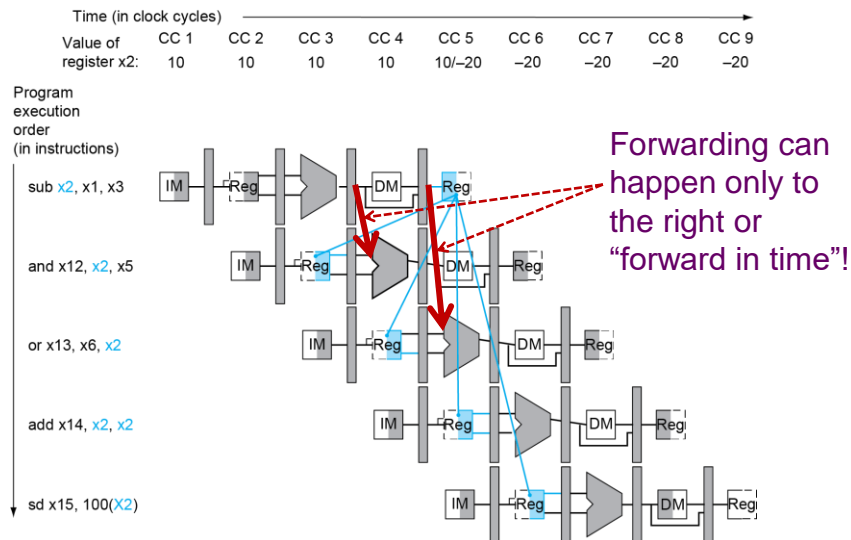 Time (in clock cycles)
Value of register x2:
CC 1 CC 2 CC 3 CC 4 CC 5 CC 6 CC 7 CC 8 CC 9
10 10 10 10 10/–20 –20 –20 –20 –20
Program
execution
order
(in instructions)
Forwarding can
happen only to
the right or
“forward in time”!
sub x2, x1, x3
IM Reg DM Reg
and x12, x2, x5
IM Reg DM Reg
or x13, x6, x2
IM Reg DM Reg
add x14, x2, x2
IM Reg DM Reg
sd x15, 100(X2)
IM Reg DM Reg